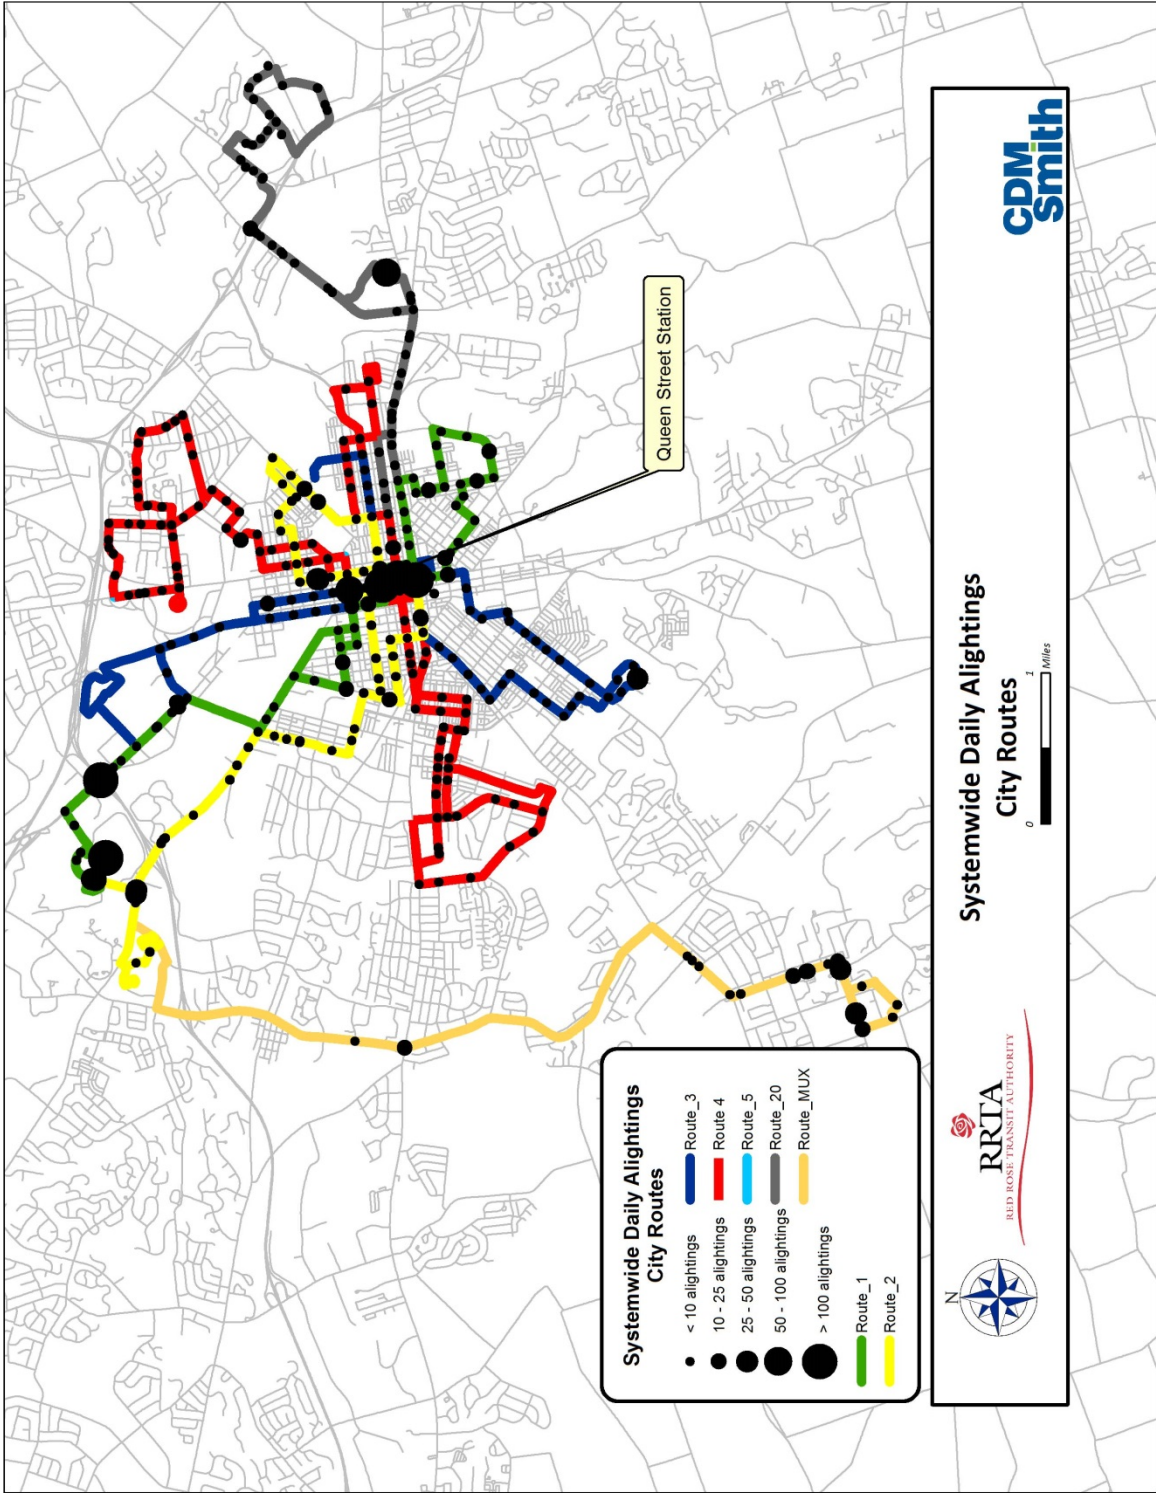 Queen Street Station
Systemwide Daily Alightings
City Routes
< 10 alightings
10 - 25 alightings
25 - 50 alightings
50 - 100 alightings
> 100 alightings
Route_1
Route_2
Route_3
Route 4
Route_5
Route_20
Route_MUX
N
RRTA
RED ROSE TRANSIT AUTHORITY
Systemwide Daily Alightings
City Routes
0 1
Miles
CDM
Smith